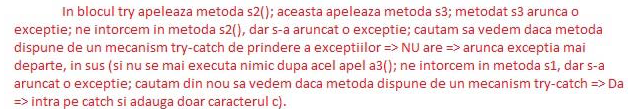 In blocul try apeleaza metoda s2(); aceasta apeleaza metoda s3; metodat s3 arunca o
exceptie; ne intorcem in metoda s2(), dar s-a aruncat o exceptie; cautam sa vedem daca metoda
dispune de un mecanism try-catch de prindere a exceptiilor => NU are => arunca exceptia mai
departe, in sus (si nu se mai executa nimic dupa acel apel a3(); ne intorcem in metoda s1, dar s-a
aruncat o exceptie; cautam din nou sa vedem daca metoda dispune de un mecanism try-catch => Da
=> intra pe catch si adauga doar caracterul c).